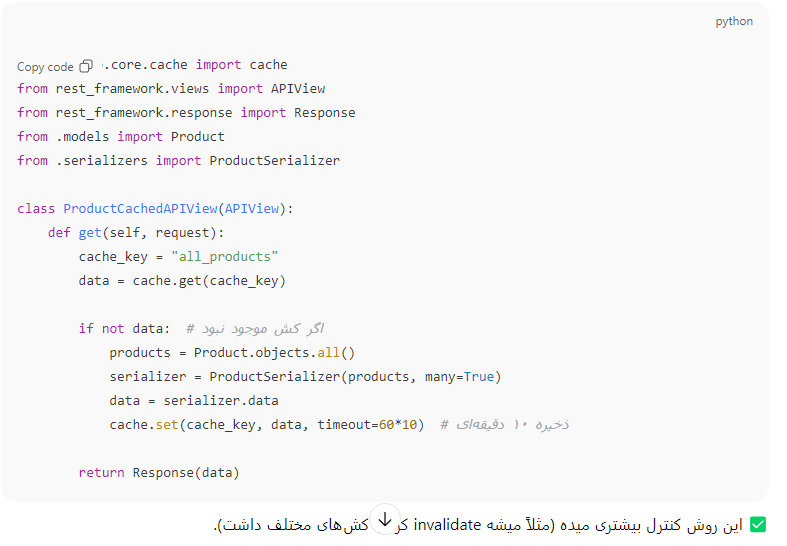 python
Copy code
.core.cache import cache
from rest_framework.views import APIView
from rest_framework.response import Response
from .models import Product
from .serializers import ProductSerializer
class ProductCachedAPIView(APIView):
    def get(self, request):
        cache_key = "all_products"
        data = cache.get(cache_key)
        if not data:  # اگر کش موجود نبود
            products = Product.objects.all()
            serializer = ProductSerializer(products, many=True)
            data = serializer.data
            cache.set(cache_key, data, timeout=60*10)  # ذخیره ۱۰ دقیقه‌ای
        return Response(data)
✅ این روش کنترل بیشتری میده (مثلاً میشه invalidate کش‌های مختلف داشت).